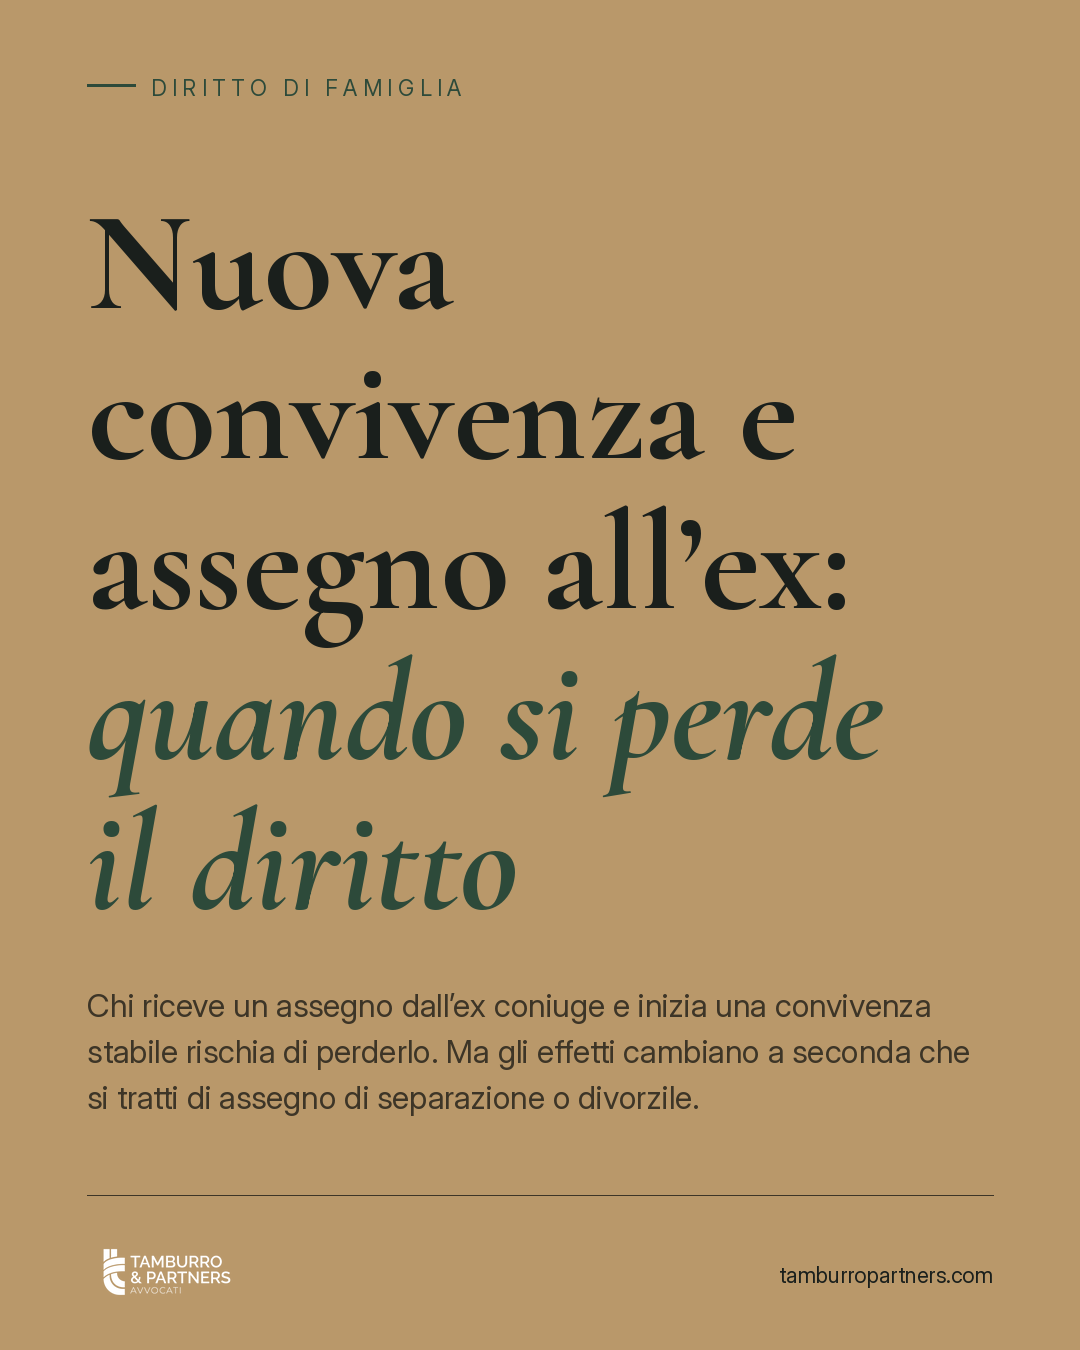 DIRITTO DI FAMIGLIA
Nuova
convivenza e
assegno all’ex:
quando si perde
il diritto
Chi riceve un assegno dall’ex coniuge e inizia una convivenza
stabile rischia di perderlo. Ma gli effetti cambiano a seconda che
si tratti di assegno di separazione o divorzile.
TAMBURRO
& PARTNERS
AVVOCATI
tamburropartners.com